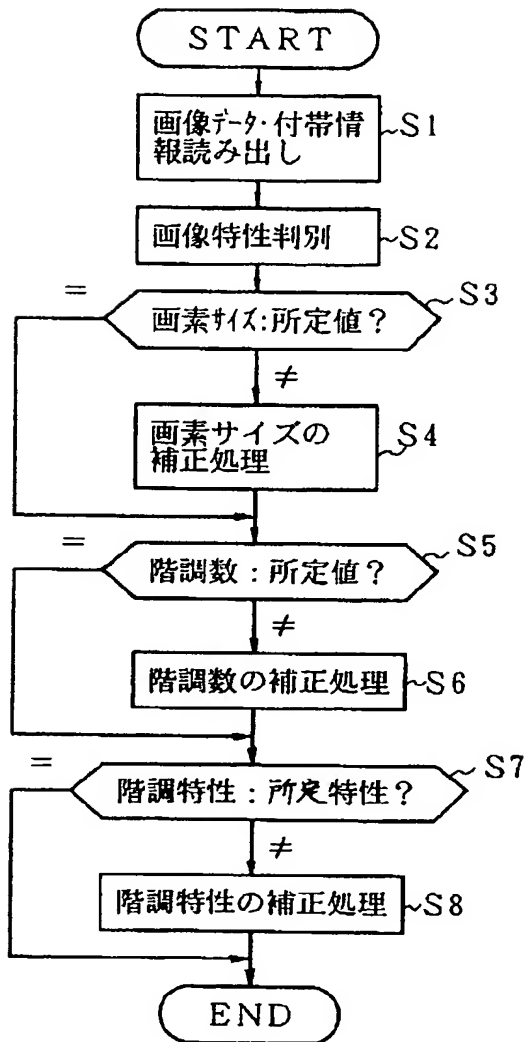 START
画像データ・付帯情
報読み出し
S1
画像特性判別
S2
=
画素サイズ:所定値?
S3
≠
画素サイズの
補正処理
S4
=
階調数:所定値?
S5
≠
階調数の補正処理
S6
=
階調特性:所定特性?
S7
≠
階調特性の補正処理
S8
END